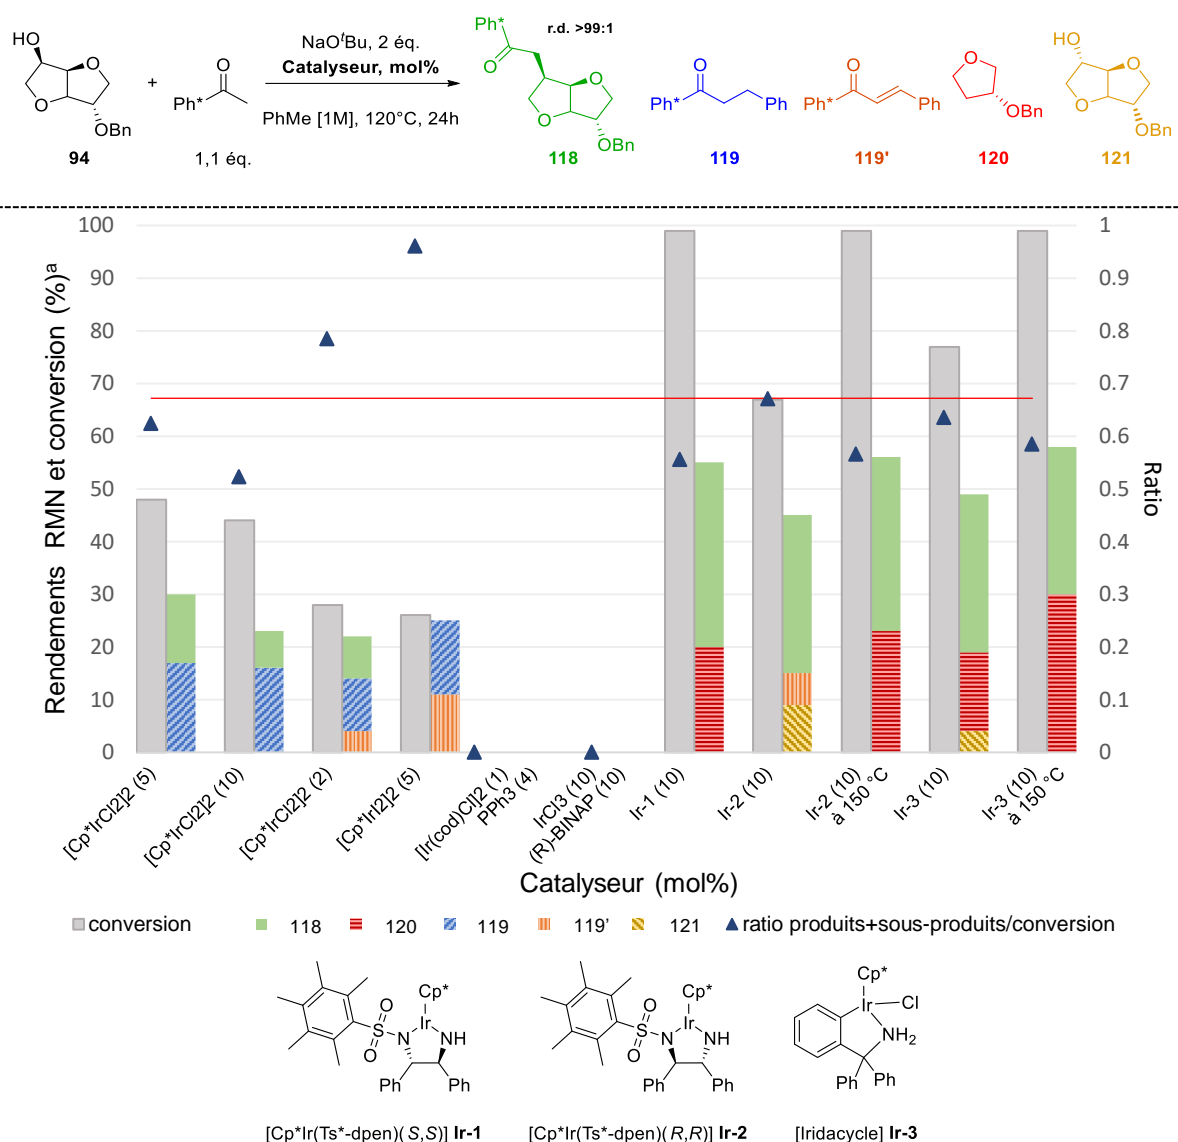 HO
O
O
OBn
94
+
Ph*
O
1,1 éq.
NaOᵗBu, 2 éq.
Catalyseur, mol%
PhMe [1M], 120°C, 24h
Ph*
O
O
O
OBn
r.d. >99:1
118
O
Ph*
Ph
119
O
Ph*
Ph
119'
O
OBn
120
HO
O
O
OBn
121
Rendements RMN et conversion (%)ᵃ
100
90
80
70
60
50
40
30
20
10
0
1
0.9
0.8
0.7
0.6
0.5
0.4
0.3
0.2
0.1
0
Ratio
[Cp*IrCl2]2 (5)
[Cp*IrCl2]2 (10)
[Cp*IrCl2]2 (2)
[Cp*IrI2]2 (5)
[Ir(cod)Cl]2 (1)
PPh3 (4)
IrCl3 (10)
(R)-BINAP (10)
Ir-1 (10)
Ir-2 (10)
Ir-2 (10)
à 150 °C
Ir-3 (10)
Ir-3 (10)
à 150 °C
Catalyseur (mol%)
conversion 118 120 119 119’ 121 ratio produits+sous-produits/conversion
Cp*
O
S
O
N
Ir
NH
Ph
Ph
[Cp*Ir(Ts*-dpen)(S,S)] Ir-1
Cp*
O
S
O
N
Ir
NH
Ph
Ph
[Cp*Ir(Ts*-dpen)(R,R)] Ir-2
Cp*
Ir
Cl
NH2
Ph
Ph
[Iridacycle] Ir-3